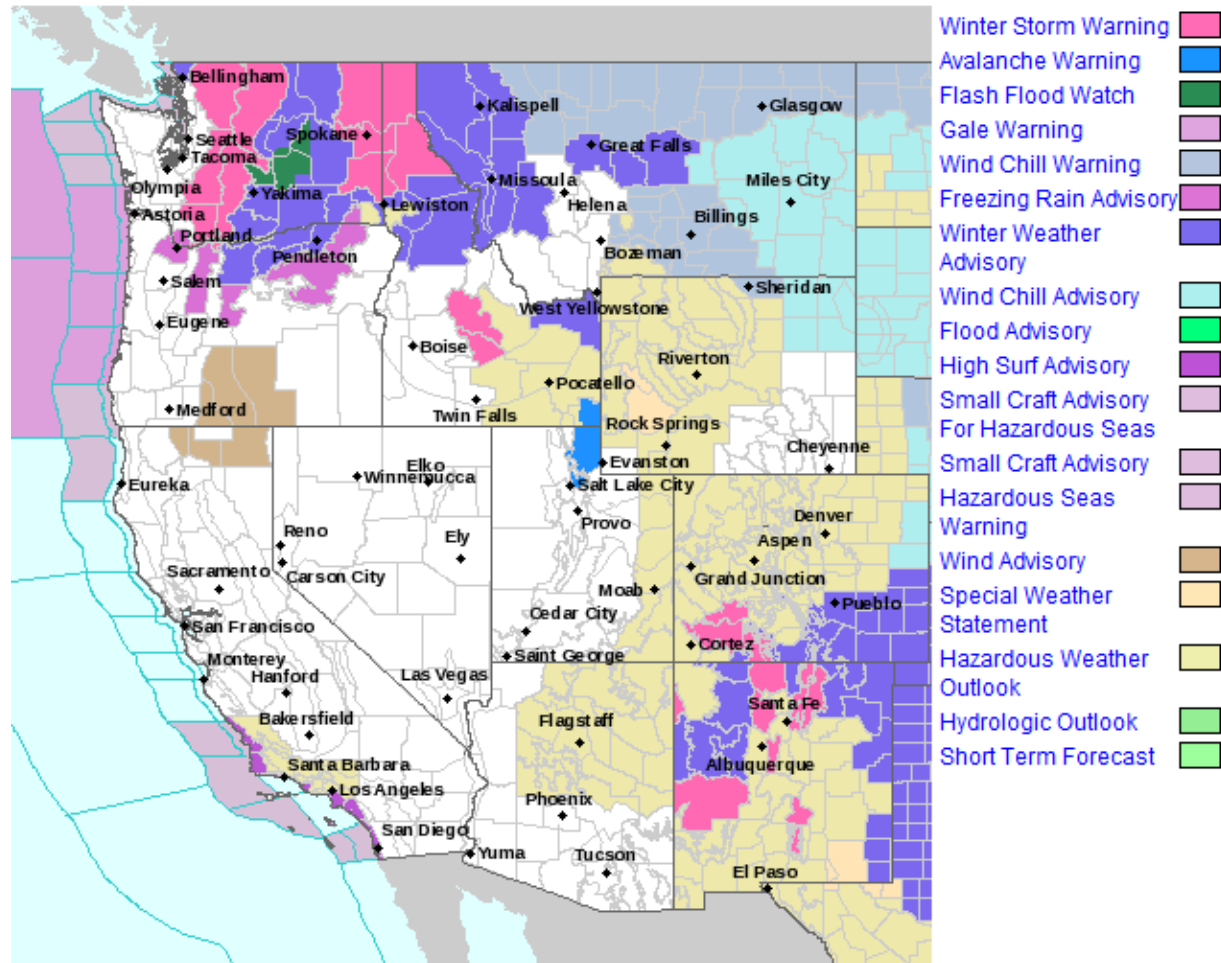 Bellingham
Kalispell
Glasgow
Seattle
Spokane
Great Falls
Tacoma
Olympia
Yakima
Missoula
Miles City
Helena
Lewiston
Astoria
Billings
Portland
Pendleton
Bozeman
Salem
Sheridan
West Yellowstone
Eugene
Boise
Riverton
Pocatello
Medford
Twin Falls
Rock Springs
Cheyenne
Evanston
Elko
Winnemucca
Eureka
Salt Lake City
Provo
Denver
Reno
Ely
Aspen
Sacramento
Carson City
Grand Junction
Moab
Pueblo
Cedar City
San Francisco
Cortez
Saint George
Monterey
Las Vegas
Hanford
Santa Fe
Bakersfield
Flagstaff
Santa Barbara
Albuquerque
Los Angeles
Phoenix
San Diego
Yuma
Tucson
El Paso
Winter Storm Warning
Avalanche Warning
Flash Flood Watch
Gale Warning
Wind Chill Warning
Freezing Rain Advisory
Winter Weather
Advisory
Wind Chill Advisory
Flood Advisory
High Surf Advisory
Small Craft Advisory
For Hazardous Seas
Small Craft Advisory
Hazardous Seas
Warning
Wind Advisory
Special Weather
Statement
Hazardous Weather
Outlook
Hydrologic Outlook
Short Term Forecast